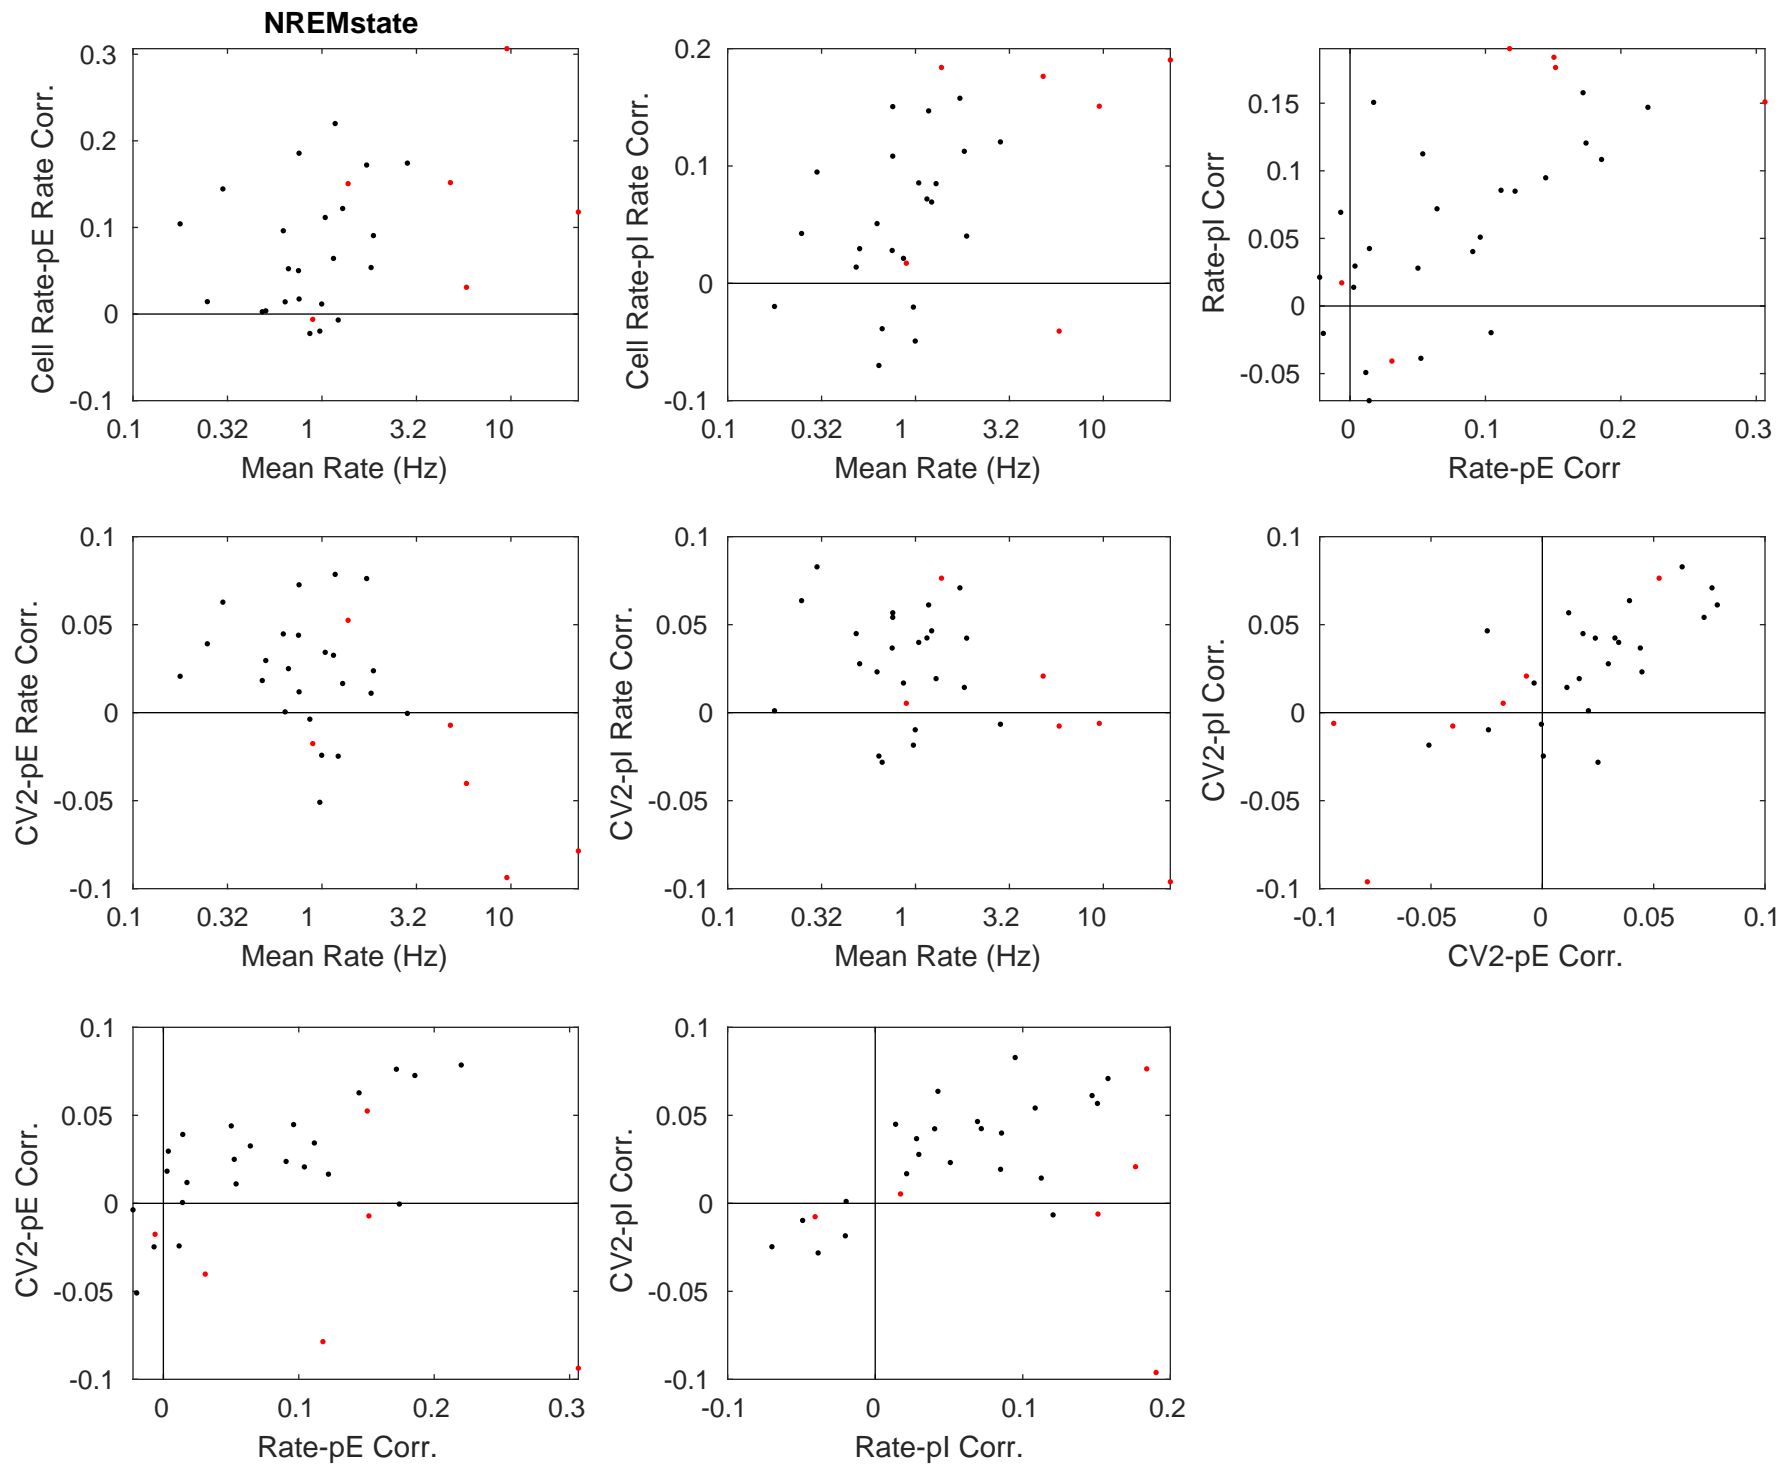 NREMstate
0.3
0.2
0.1
0
-0.1
Cell Rate-pE Rate Corr.
0.1 0.32 1 3.2 10
Mean Rate (Hz)
0.2
0.1
0
-0.1
Cell Rate-pI Rate Corr.
0.1 0.32 1 3.2 10
Mean Rate (Hz)
0.15
0.1
0.05
0
-0.05
Rate-pI Corr
0 0.1 0.2 0.3
Rate-pE Corr
0.1
0.05
0
-0.05
-0.1
CV2-pE Rate Corr.
0.1 0.32 1 3.2 10
Mean Rate (Hz)
0.1
0.05
0
-0.05
-0.1
CV2-pI Rate Corr.
0.1 0.32 1 3.2 10
Mean Rate (Hz)
0.1
0.05
0
-0.05
-0.1
CV2-pI Corr.
-0.1 -0.05 0 0.05 0.1
CV2-pE Corr.
0.1
0.05
0
-0.05
-0.1
CV2-pE Corr.
0 0.1 0.2 0.3
Rate-pE Corr.
0.1
0.05
0
-0.05
-0.1
CV2-pI Corr.
-0.1 0 0.1 0.2
Rate-pI Corr.